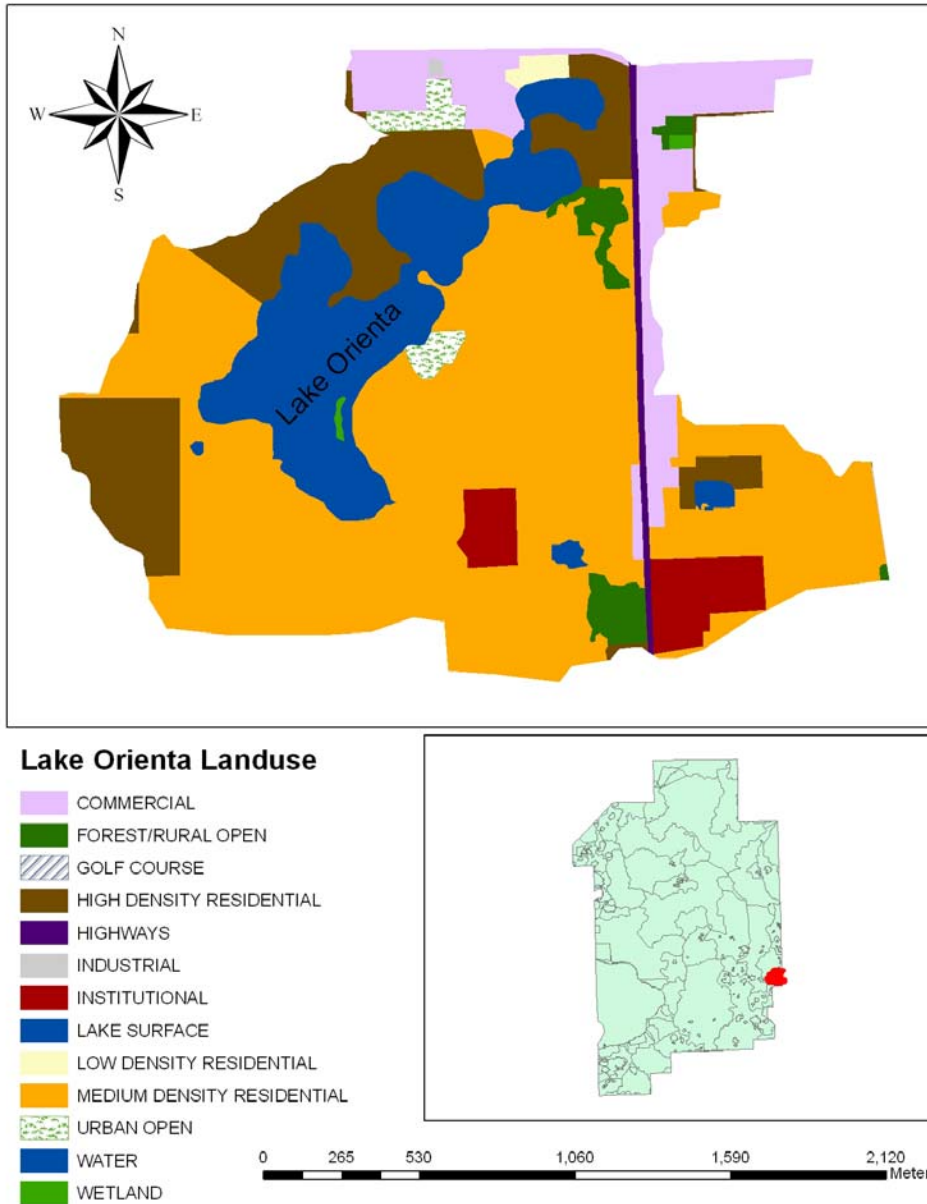 N
W E
S
Lake Orienta
Lake Orienta Landuse
COMMERCIAL
FOREST/RURAL OPEN
GOLF COURSE
HIGH DENSITY RESIDENTIAL
HIGHWAYS
INDUSTRIAL
INSTITUTIONAL
LAKE SURFACE
LOW DENSITY RESIDENTIAL
MEDIUM DENSITY RESIDENTIAL
URBAN OPEN
WATER
WETLAND
0 265 530 1,060 1,590 2,120
Meter